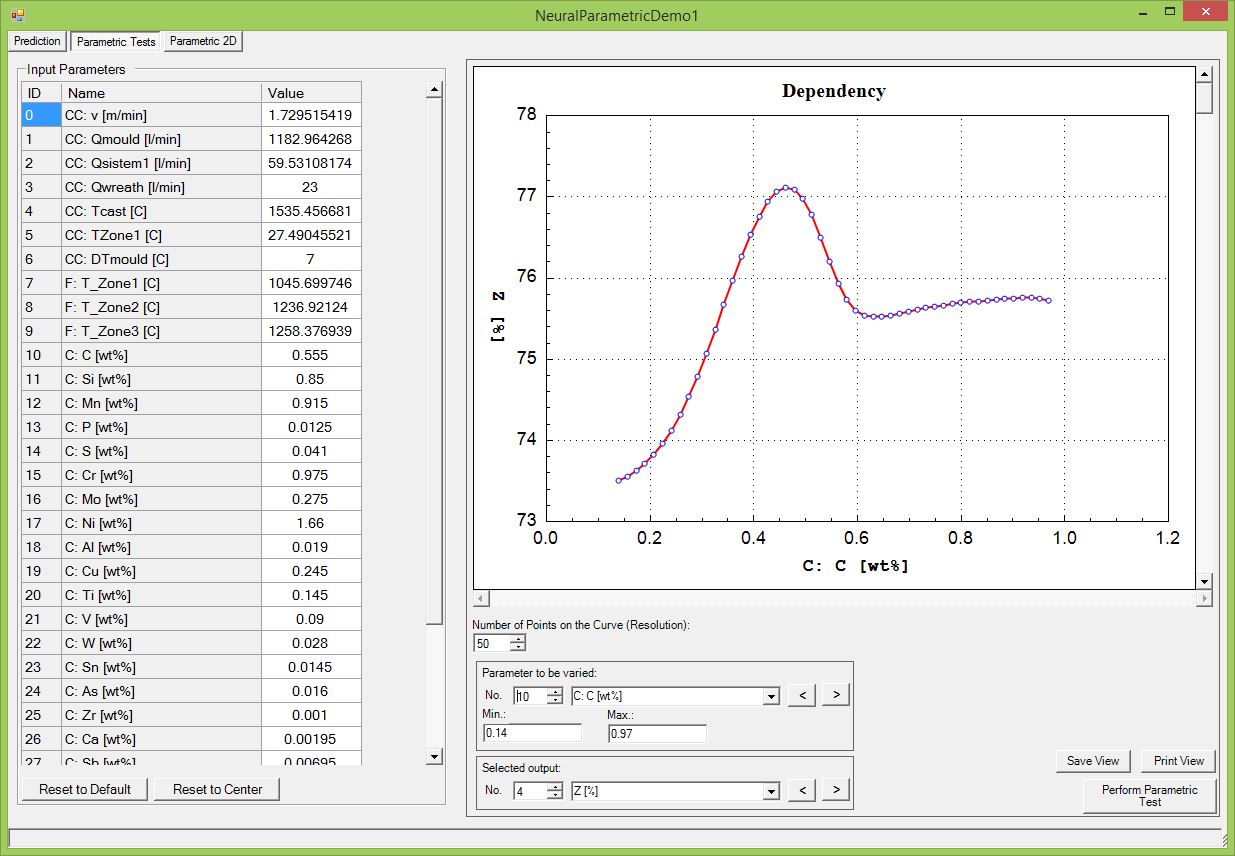 NeuralParametricDemo1
Prediction Parametric Tests Parametric 2D
Input Parameters
ID Name Value
0 CC: v [m/min] 1.729515419
1 CC: Qmould [l/min] 1182.964268
2 CC: Qsistem1 [l/min] 59.53108174
3 CC: Qwreath [l/min] 23
4 CC: Tcast [C] 1535.456681
5 CC: TZone1 [C] 27.49045521
6 CC: DTmould [C] 7
7 F: T_Zone1 [C] 1045.699746
8 F: T_Zone2 [C] 1236.92124
9 F: T_Zone3 [C] 1258.376939
10 C: C [wt%] 0.555
11 C: Si [wt%] 0.85
12 C: Mn [wt%] 0.915
13 C: P [wt%] 0.0125
14 C: S [wt%] 0.041
15 C: Cr [wt%] 0.975
16 C: Mo [wt%] 0.275
17 C: Ni [wt%] 1.66
18 C: Al [wt%] 0.019
19 C: Cu [wt%] 0.245
20 C: Ti [wt%] 0.145
21 C: V [wt%] 0.09
22 C: W [wt%] 0.028
23 C: Sn [wt%] 0.0145
24 C: As [wt%] 0.016
25 C: Zr [wt%] 0.001
26 C: Ca [wt%] 0.00195
27 C: Sb [wt%] 0.00695
Reset to Default Reset to Center
Dependency
78
77
76
75
74
73
[%] Z
0.0 0.2 0.4 0.6 0.8 1.0 1.2
C: C [wt%]
Number of Points on the Curve (Resolution):
50
Parameter to be varied:
No. 10 C: C [wt%] < >
Min.: Max.:
0.14 0.97
Selected output:
No. 4 Z [%] < >
Save View Print View
Perform Parametric
Test